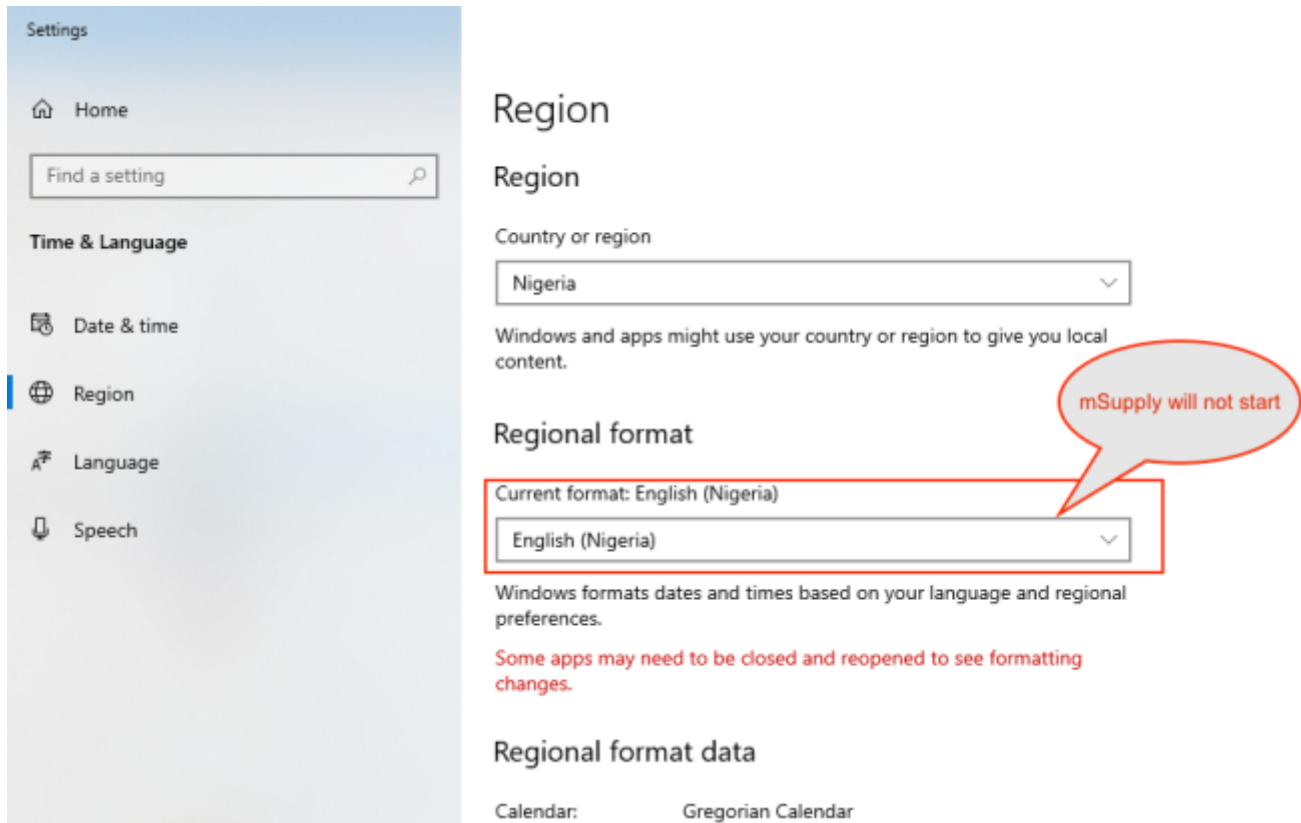 Settings
Home
Find a setting
Time & Language
Date & time
Region
Language
Speech
Region
Region
Country or region
Nigeria
Windows and apps might use your country or region to give you local
content.
mSupply will not start
Regional format
Current format: English (Nigeria)
English (Nigeria)
Windows formats dates and times based on your language and regional
preferences.
Some apps may need to be closed and reopened to see formatting
changes.
Regional format data
Calendar: Gregorian Calendar